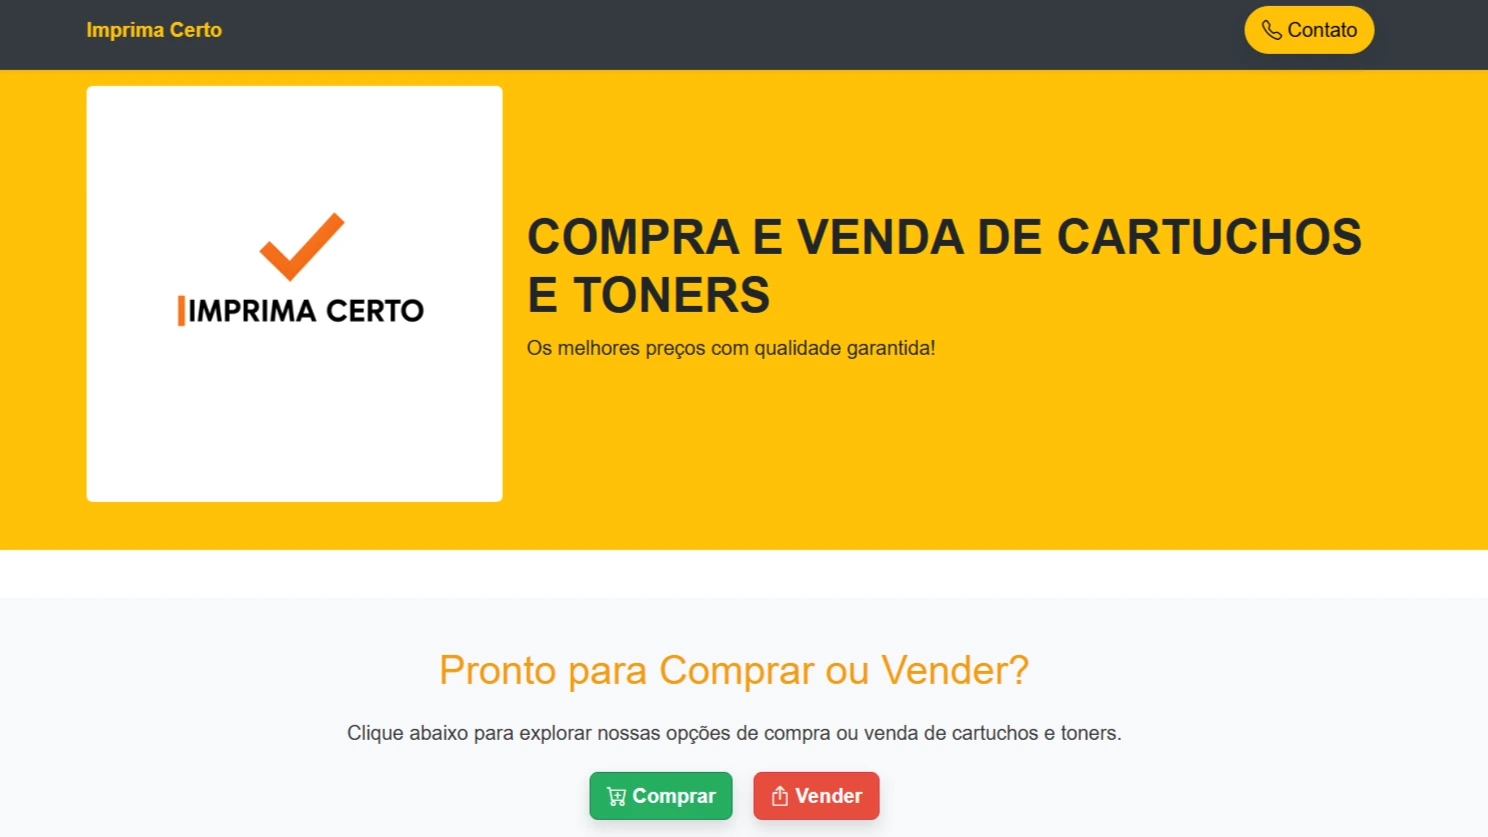 Imprima Certo
Contato
IMPRIMA CERTO
COMPRA E VENDA DE CARTUCHOS
E TONERS
Os melhores preços com qualidade garantida!
Pronto para Comprar ou Vender?
Clique abaixo para explorar nossas opções de compra ou venda de cartuchos e toners.
Comprar
Vender